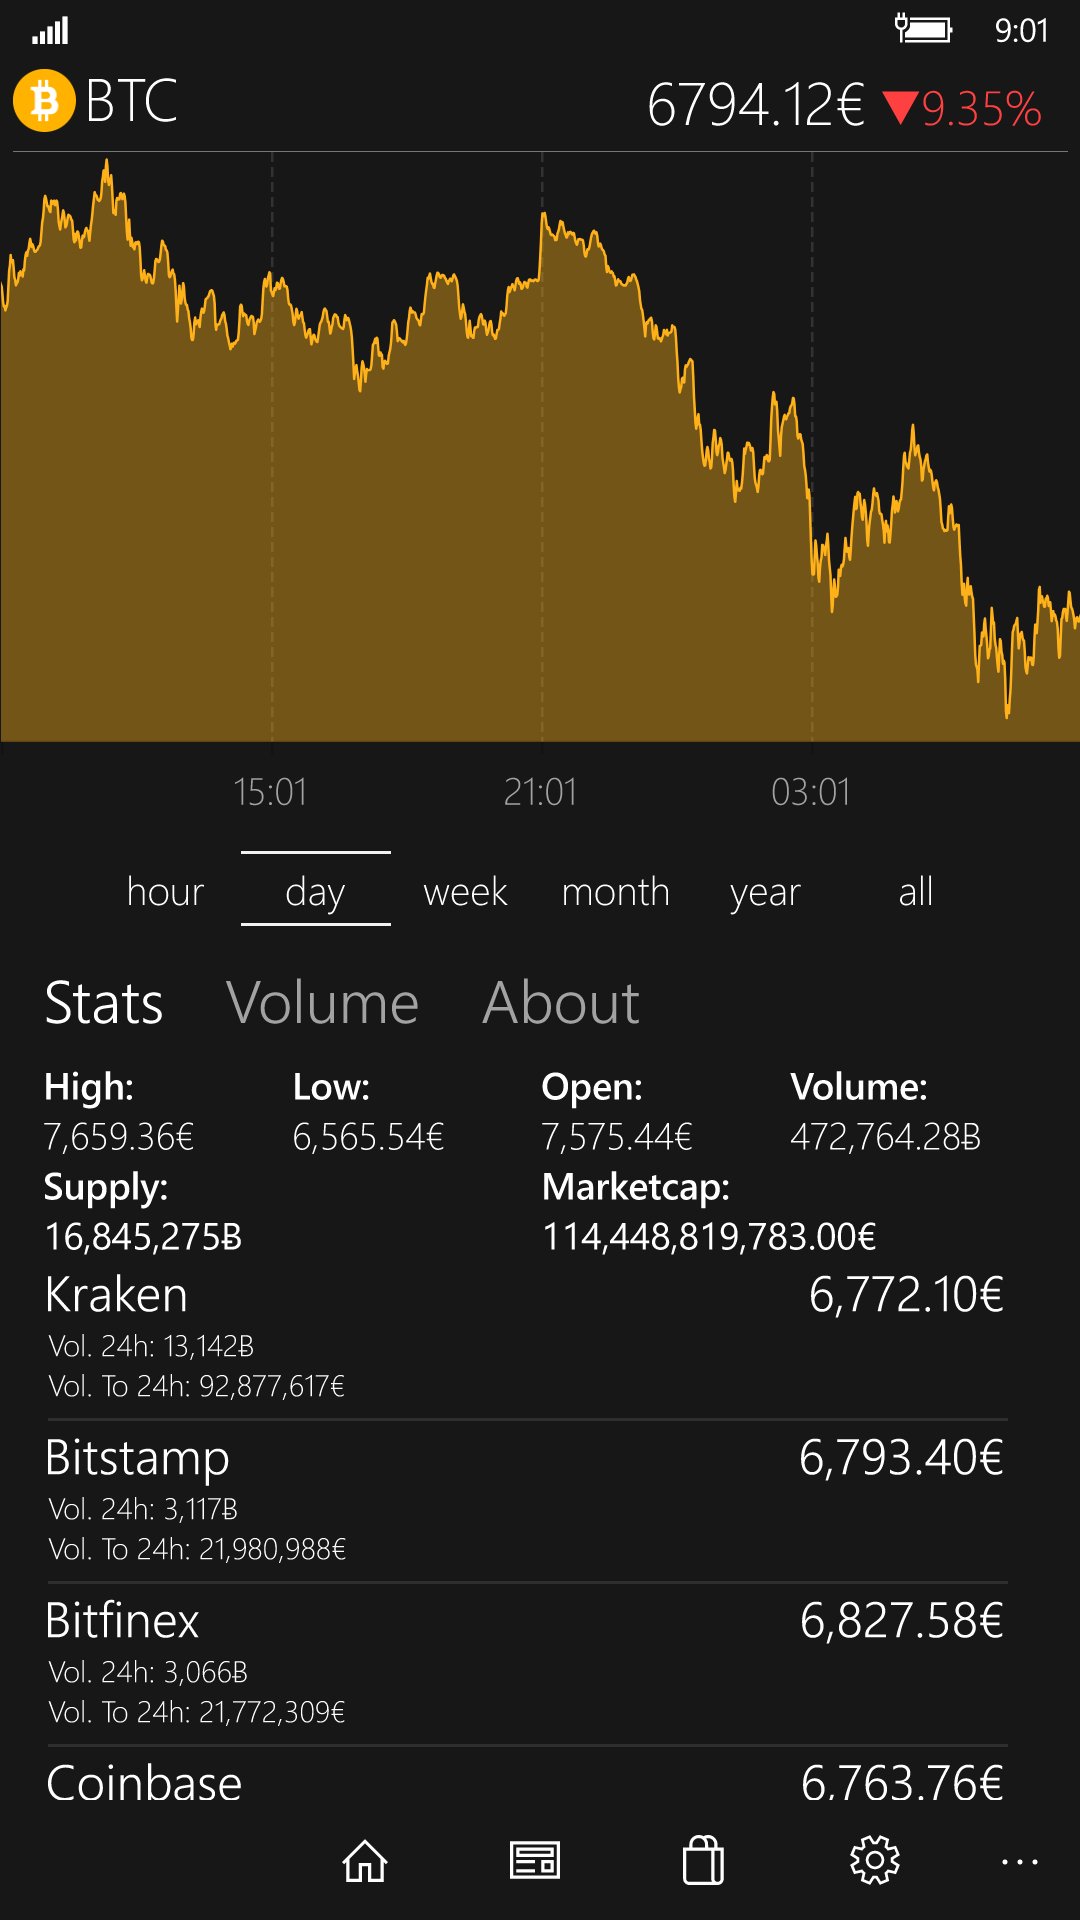 9:01
BTC 6794.12€ ▼9.35%
15:01 21:01 03:01
hour day week month year all
Stats Volume About
High: Low: Open: Volume:
7,659.36€ 6,565.54€ 7,575.44€ 472,764.28Ƀ
Supply: Marketcap:
16,845,275Ƀ 114,448,819,783.00€
Kraken 6,772.10€
Vol. 24h: 13,142Ƀ
Vol. To 24h: 92,877,617€
Bitstamp 6,793.40€
Vol. 24h: 3,117Ƀ
Vol. To 24h: 21,980,988€
Bitfinex 6,827.58€
Vol. 24h: 3,066Ƀ
Vol. To 24h: 21,772,309€
Coinbase 6,763.76€